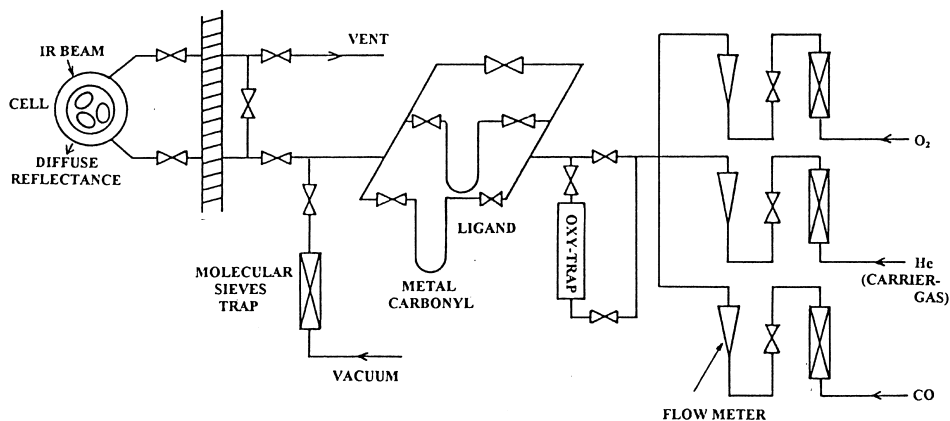 IR BEAM
CELL
DIFFUSE
REFLECTANCE
VENT
MOLECULAR
SIEVES
TRAP
VACUUM
METAL
CARBONYL
LIGAND
OXY-TRAP
O₂
He
(CARRIER-
GAS)
CO
FLOW METER